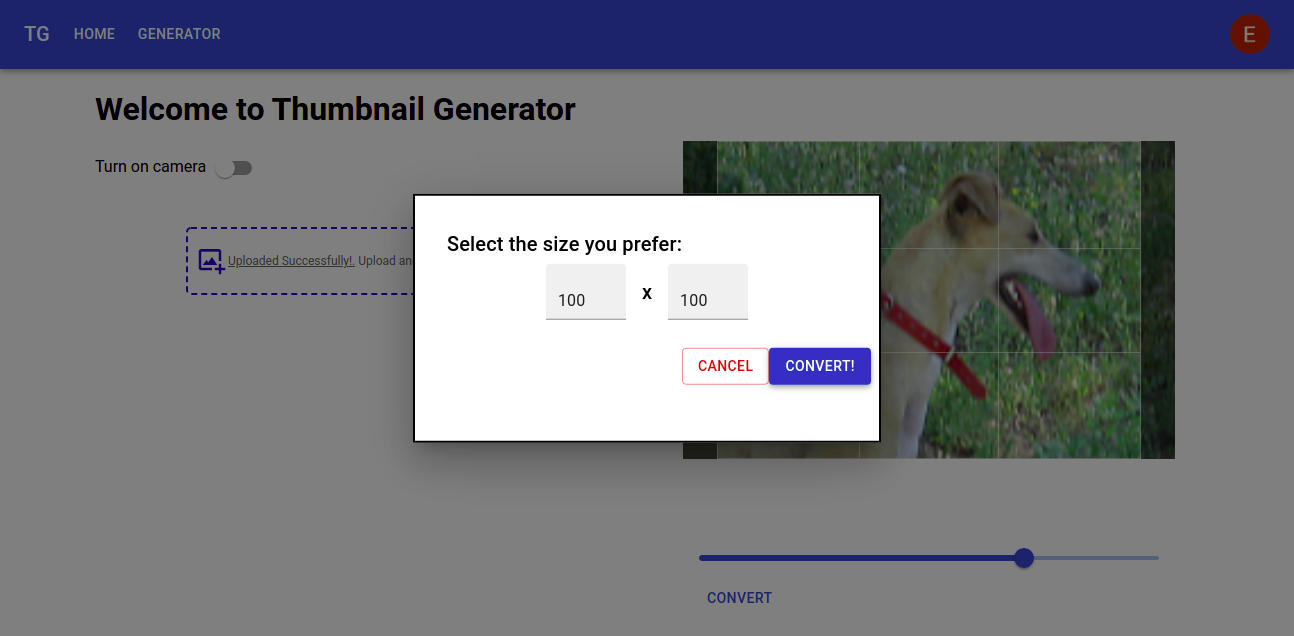 TG HOME GENERATOR E
Welcome to Thumbnail Generator
Turn on camera
Uploaded Successfully!. Upload an
Select the size you prefer:
100 x 100
CANCEL CONVERT!
CONVERT